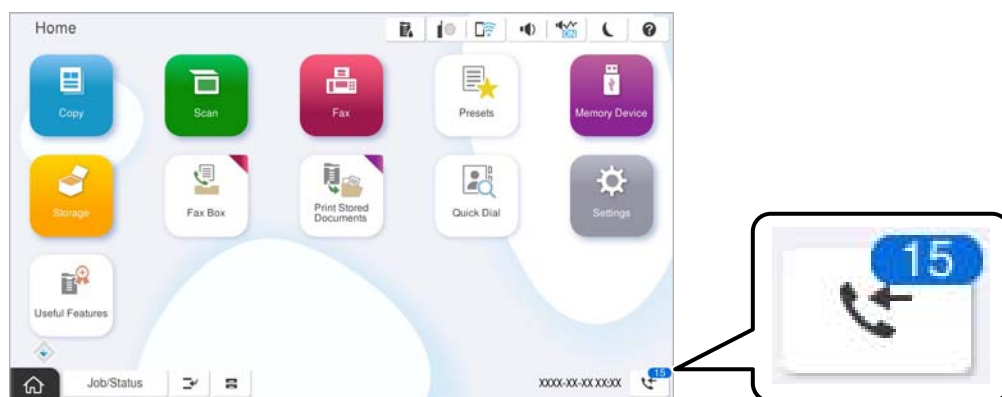 Home
ON
Copy
Scan
Fax
Presets
Memory Device
Storage
Fax Box
Print Stored
Documents
Quick Dial
Settings
Useful Features
Job/Status
XXXX-XX-XX XX:XX
15
15